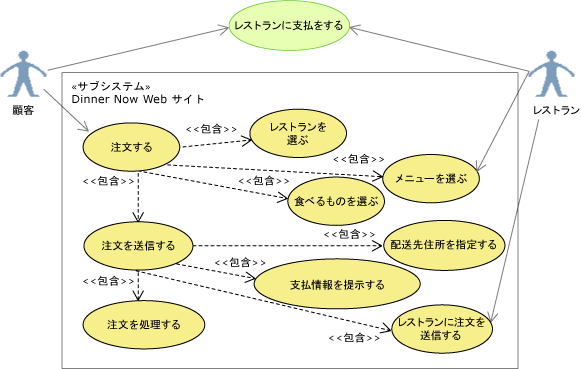 レストランに支払をする
顧客
レストラン
«サブシステム»
Dinner Now Web サイト
注文する
<<包含>>
レストランを
選ぶ
<<包含>>
メニューを選ぶ
<<包含>>
<<包含>>
食べるものを選ぶ
<<包含>>
注文を送信する
配送先住所を指定する
<<包含>>
<<包含>>
支払情報を提示する
注文を処理する
<<包含>>
レストランに注文を
送信する